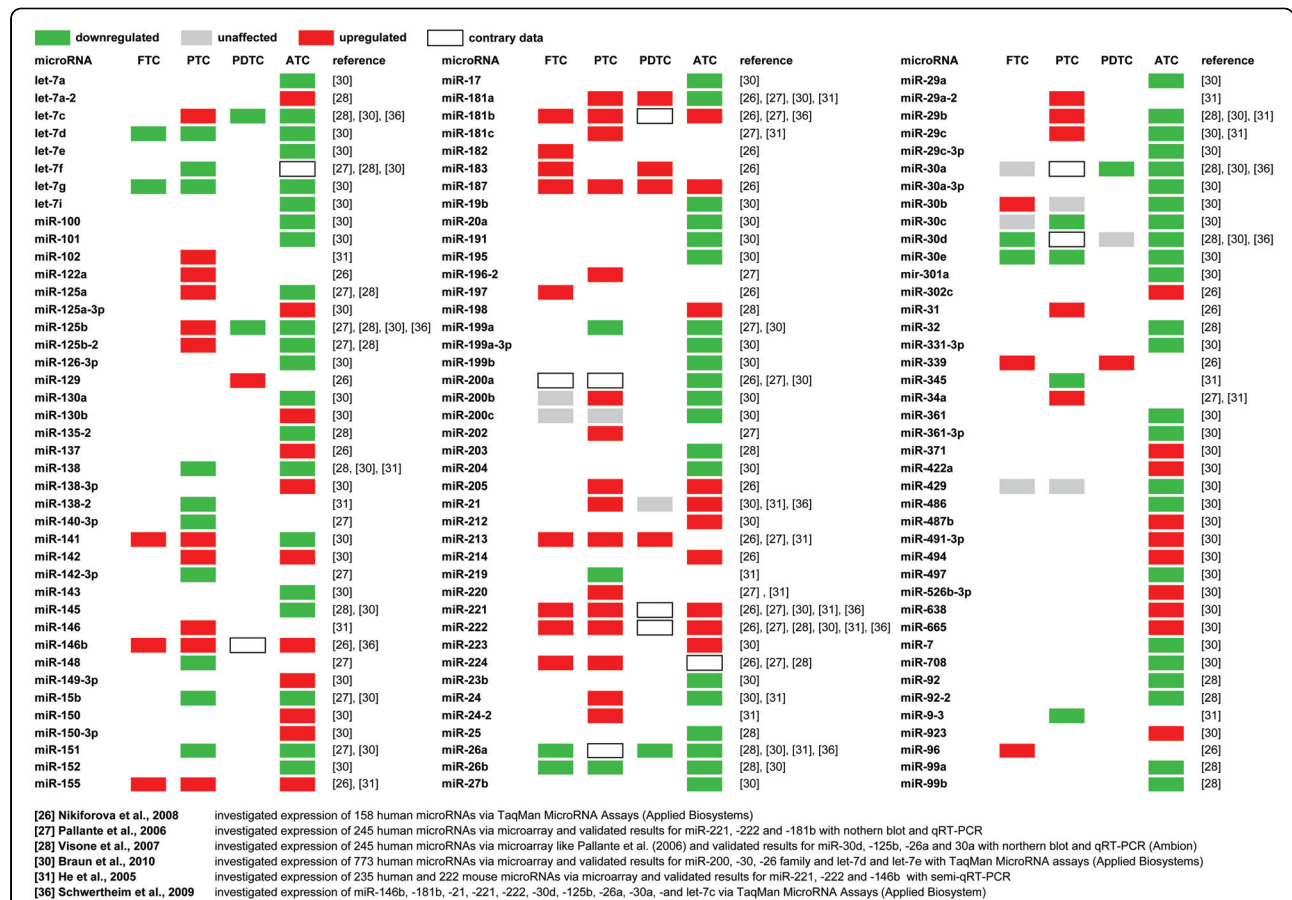 downregulated unaffected upregulated contrary data
microRNA FTC PTC PDTC ATC reference microRNA FTC PTC PDTC ATC reference microRNA FTC PTC PDTC ATC reference
let-7a [30] miR-17 [30] miR-29a [30]
let-7a-2 [28] miR-181a [26], [27], [30], [31] miR-29a-2 [31]
let-7c [28], [30], [36] miR-181b [26], [27], [36] miR-29b [28], [30], [31]
let-7d [30] miR-181c [27], [31] miR-29c [30], [31]
let-7e [30] miR-182 [26] miR-29c-3p [30]
let-7f [27], [28], [30] miR-183 [26] miR-30a [28], [30], [36]
let-7g [30] miR-187 [26] miR-30a-3p [30]
let-7i [30] miR-19b [30] miR-30b [30]
miR-100 [30] miR-20a [30] miR-30c [30]
miR-101 [30] miR-191 [30] miR-30d [28], [30], [36]
miR-102 [31] miR-195 [30] miR-30e [30]
miR-122a [26] miR-196-2 [27] mir-301a [30]
miR-125a [27], [28] miR-197 [26] miR-302c [26]
miR-125a-3p [30] miR-198 [28] miR-31 [26]
miR-125b [27], [28], [30], [36] miR-199a [27], [30] miR-32 [28]
miR-125b-2 [27], [28] miR-199a-3p [30] miR-331-3p [30]
miR-126-3p [30] miR-199b [30] miR-339 [26]
miR-129 [26] miR-200a [26], [27], [30] miR-345 [31]
miR-130a [30] miR-200b [30] miR-34a [27], [31]
miR-130b [30] miR-200c [30] miR-361 [30]
miR-135-2 [28] miR-202 [27] miR-361-3p [30]
miR-137 [26] miR-203 [28] miR-371 [30]
miR-138 [28, [30], [31] miR-204 [30] miR-422a [30]
miR-138-3p [30] miR-205 [26] miR-429 [30]
miR-138-2 [31] miR-21 [30], [31], [36] miR-486 [30]
miR-140-3p [27] miR-212 [30] miR-487b [30]
miR-141 [30] miR-213 [26], [27], [31] miR-491-3p [30]
miR-142 [30] miR-214 [26] miR-494 [30]
miR-142-3p [27] miR-219 [31] miR-497 [30]
miR-143 [30] miR-220 [27] , [31] miR-526b-3p [30]
miR-145 [28], [30] miR-221 [26], [27], [30], [31], [36] miR-638 [30]
miR-146 [31] miR-222 [26], [27], [28], [30], [31], [36] miR-665 [30]
miR-146b [26], [36] miR-223 [30] miR-7 [30]
miR-148 [27] miR-224 [26], [27], [28] miR-708 [30]
miR-149-3p [30] miR-23b [30] miR-92 [28]
miR-15b [27], [30] miR-24 [30], [31] miR-92-2 [28]
miR-150 [30] miR-24-2 [31] miR-9-3 [31]
miR-150-3p [30] miR-25 [28] miR-923 [30]
miR-151 [27], [30] miR-26a [28], [30], [31], [36] miR-96 [26]
miR-152 [30] miR-26b [28], [30] miR-99a [28]
miR-155 [26], [31] miR-27b [30] miR-99b [28]
[26] Nikiforova et al., 2008 investigated expression of 158 human microRNAs via TaqMan MicroRNA Assays (Applied Biosystems)
[27] Pallante et al., 2006 investigated expression of 245 human microRNAs via microarray and validated results for miR-221, -222 and -181b with nothern blot and qRT-PCR
[28] Visone et al., 2007 investigated expression of 245 human microRNAs via microarray like Pallante et al. (2006) and validated results for miR-30d, -125b, -26a and 30a with northern blot and qRT-PCR (Ambion)
[30] Braun et al., 2010 investigated expression of 773 human microRNAs via microarray and validated results for miR-200, -30, -26 family and let-7d and let-7e with TaqMan MicroRNA assays (Applied Biosystems)
[31] He et al., 2005 investigated expression of 235 human and 222 mouse microRNAs via microarray and validated results for miR-221, -222 and -146b with semi-qRT-PCR
[36] Schwertheim et al., 2009 investigated expression of miR-146b, -181b, -21, -221, -222, -30d, -125b, -26a, -30a, -and let-7c via TaqMan MicroRNA Assays (Applied Biosystem)